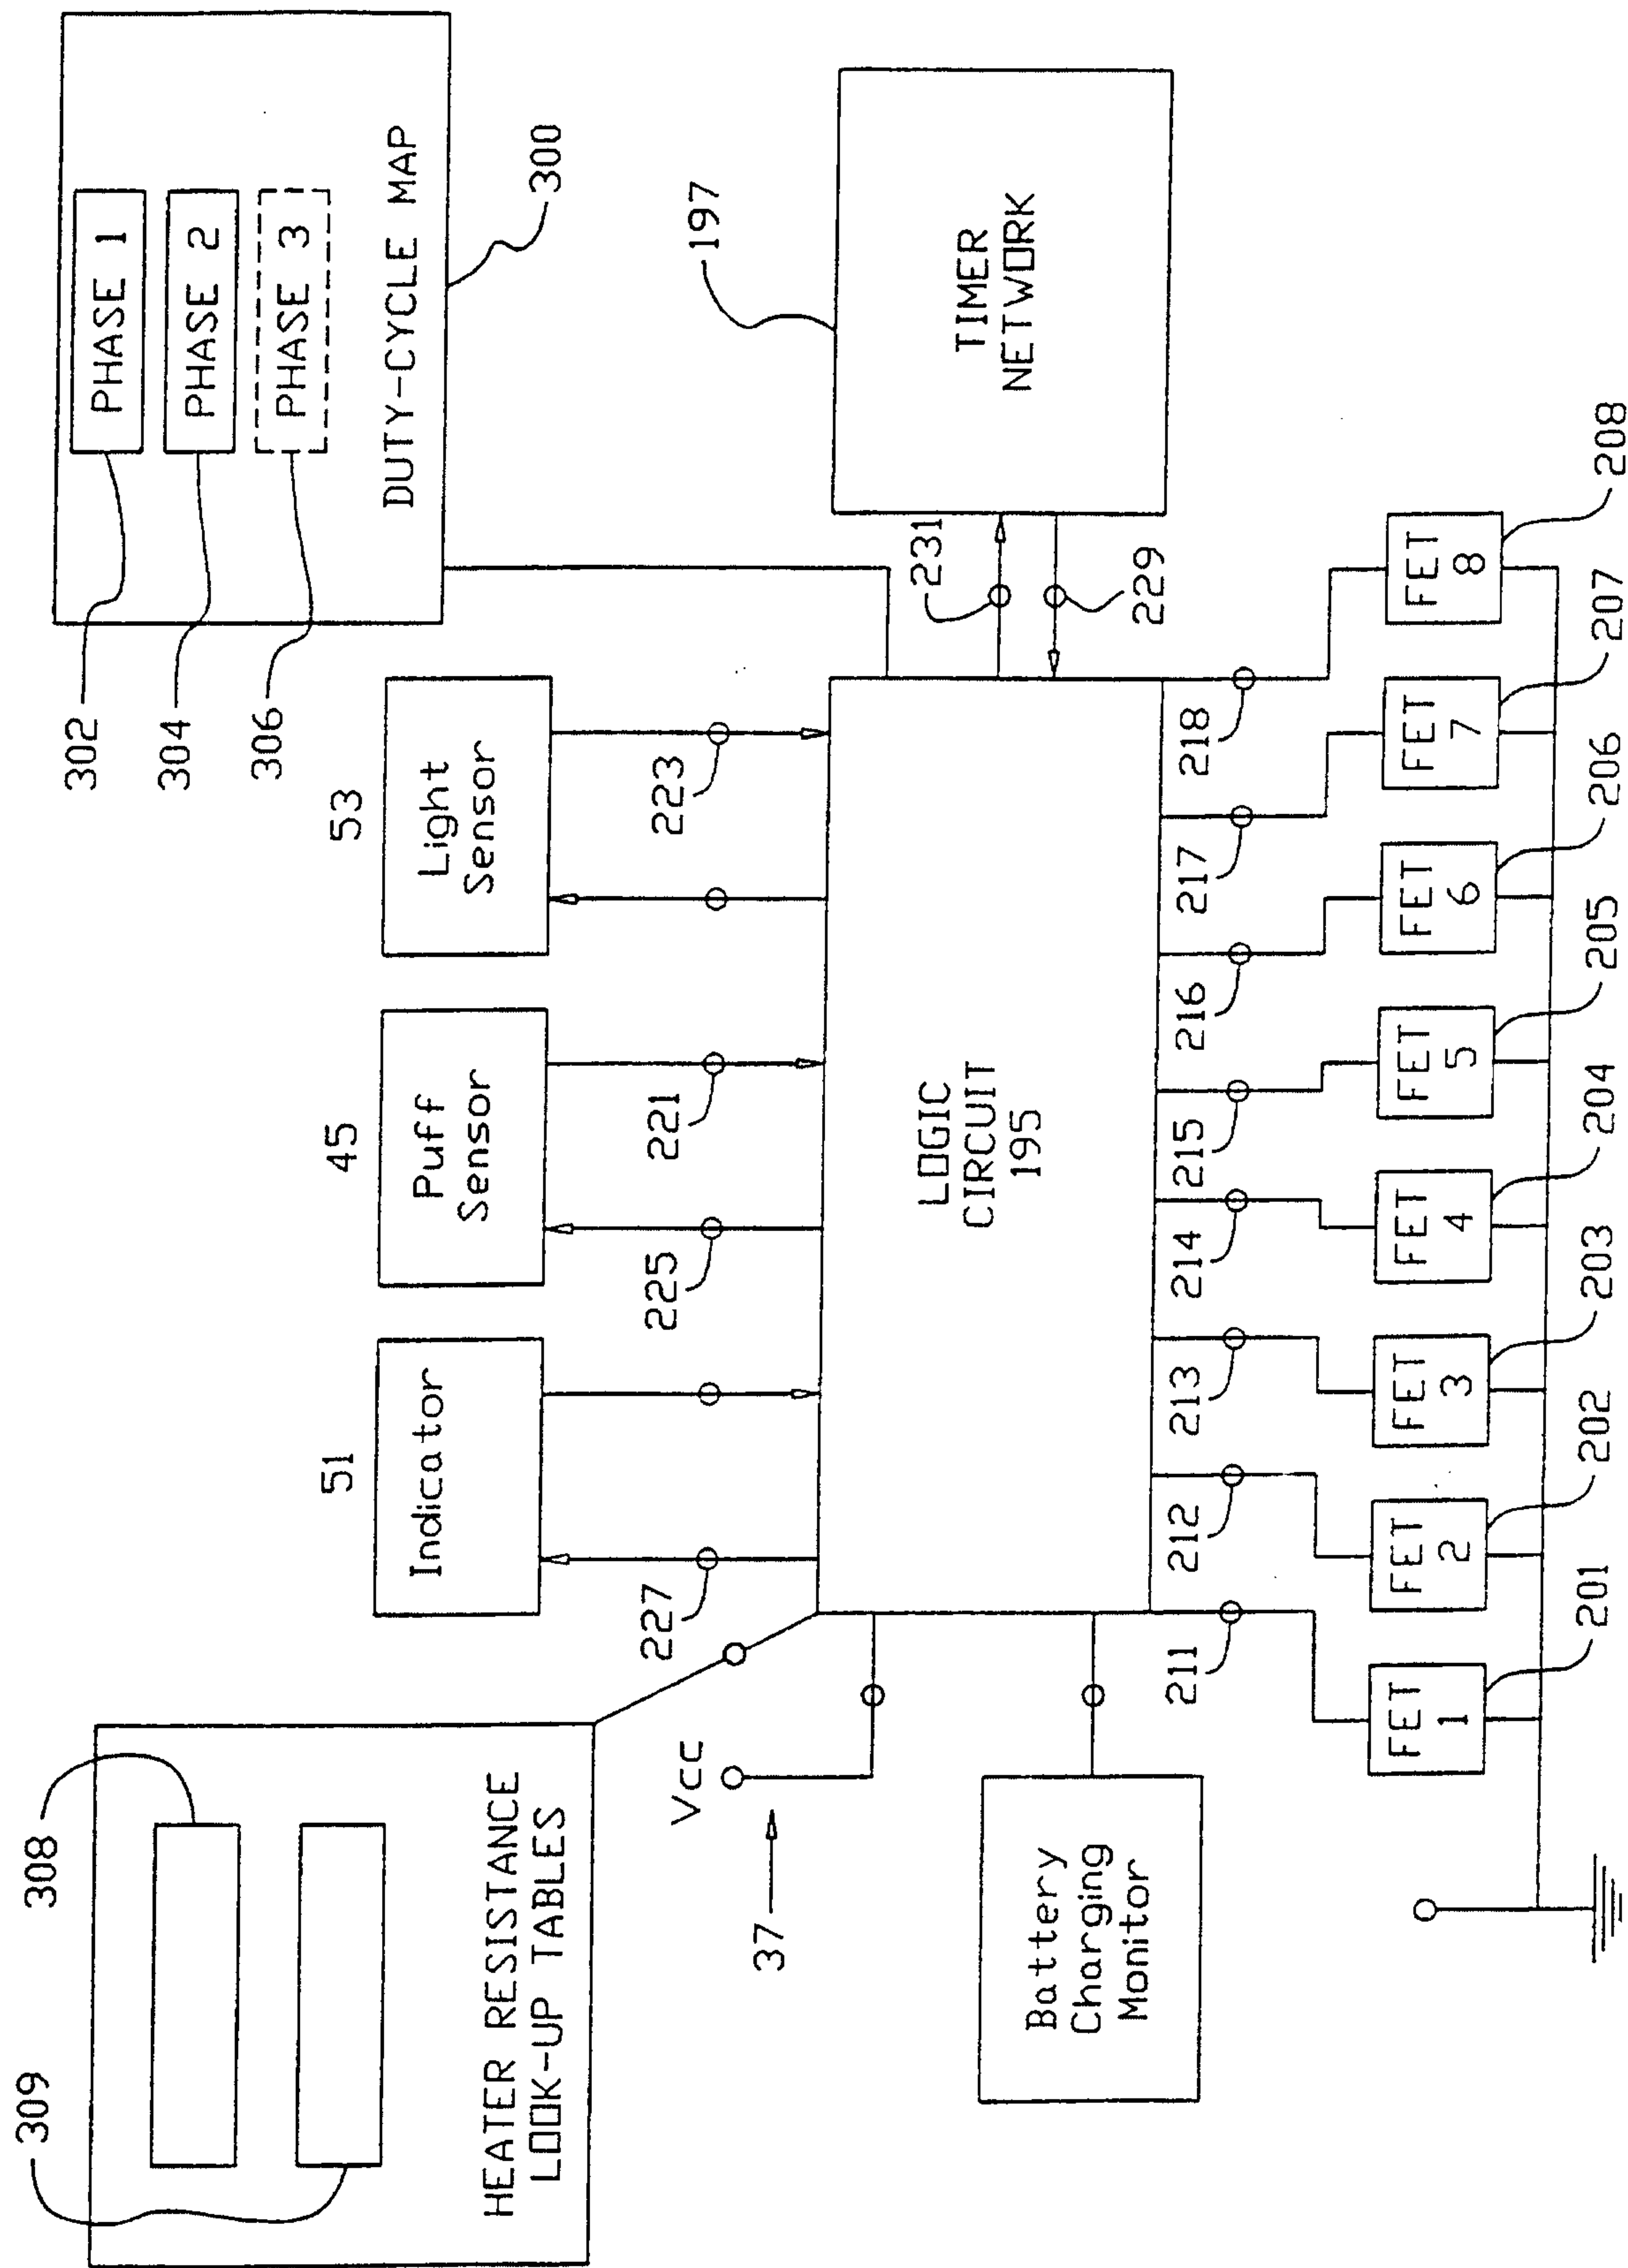 309
308
HEATER RESISTANCE
LOOK-UP TABLES
302
304
306
PHASE 1
PHASE 2
PHASE 3
DUTY-CYCLE MAP
300
51
Indicator
45
Puff
Sensor
53
Light
Sensor
227
225
221
223
Vcc
37
LOGIC
CIRCUIT
195
197
TIMER
NETWORK
231
229
Battery
Charging
Monitor
211
212
213
214
215
216
217
218
FET
1
FET
2
FET
3
FET
4
FET
5
FET
6
FET
7
FET
8
201
202
203
204
205
206
207
208